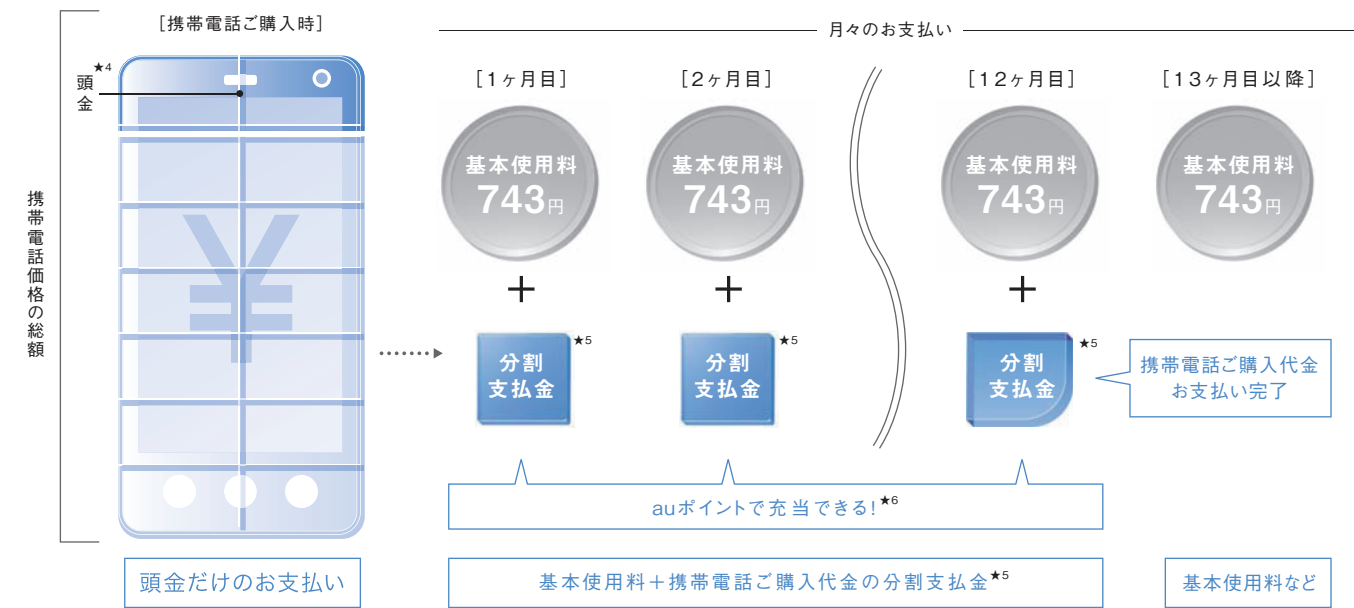 [携帯電話ご購入時]
月々のお支払い
頭金★4
携帯電話価格の総額
¥
[1ヶ月目]
[2ヶ月目]
[12ヶ月目]
[13ヶ月目以降]
基本使用料
743円
基本使用料
743円
基本使用料
743円
基本使用料
743円
+
+
+
分割
支払金
★5
分割
支払金
★5
分割
支払金
★5
携帯電話ご購入代金
お支払い完了
auポイントで充当できる!★6
頭金だけのお支払い
基本使用料+携帯電話ご購入代金の分割支払金★5
基本使用料など